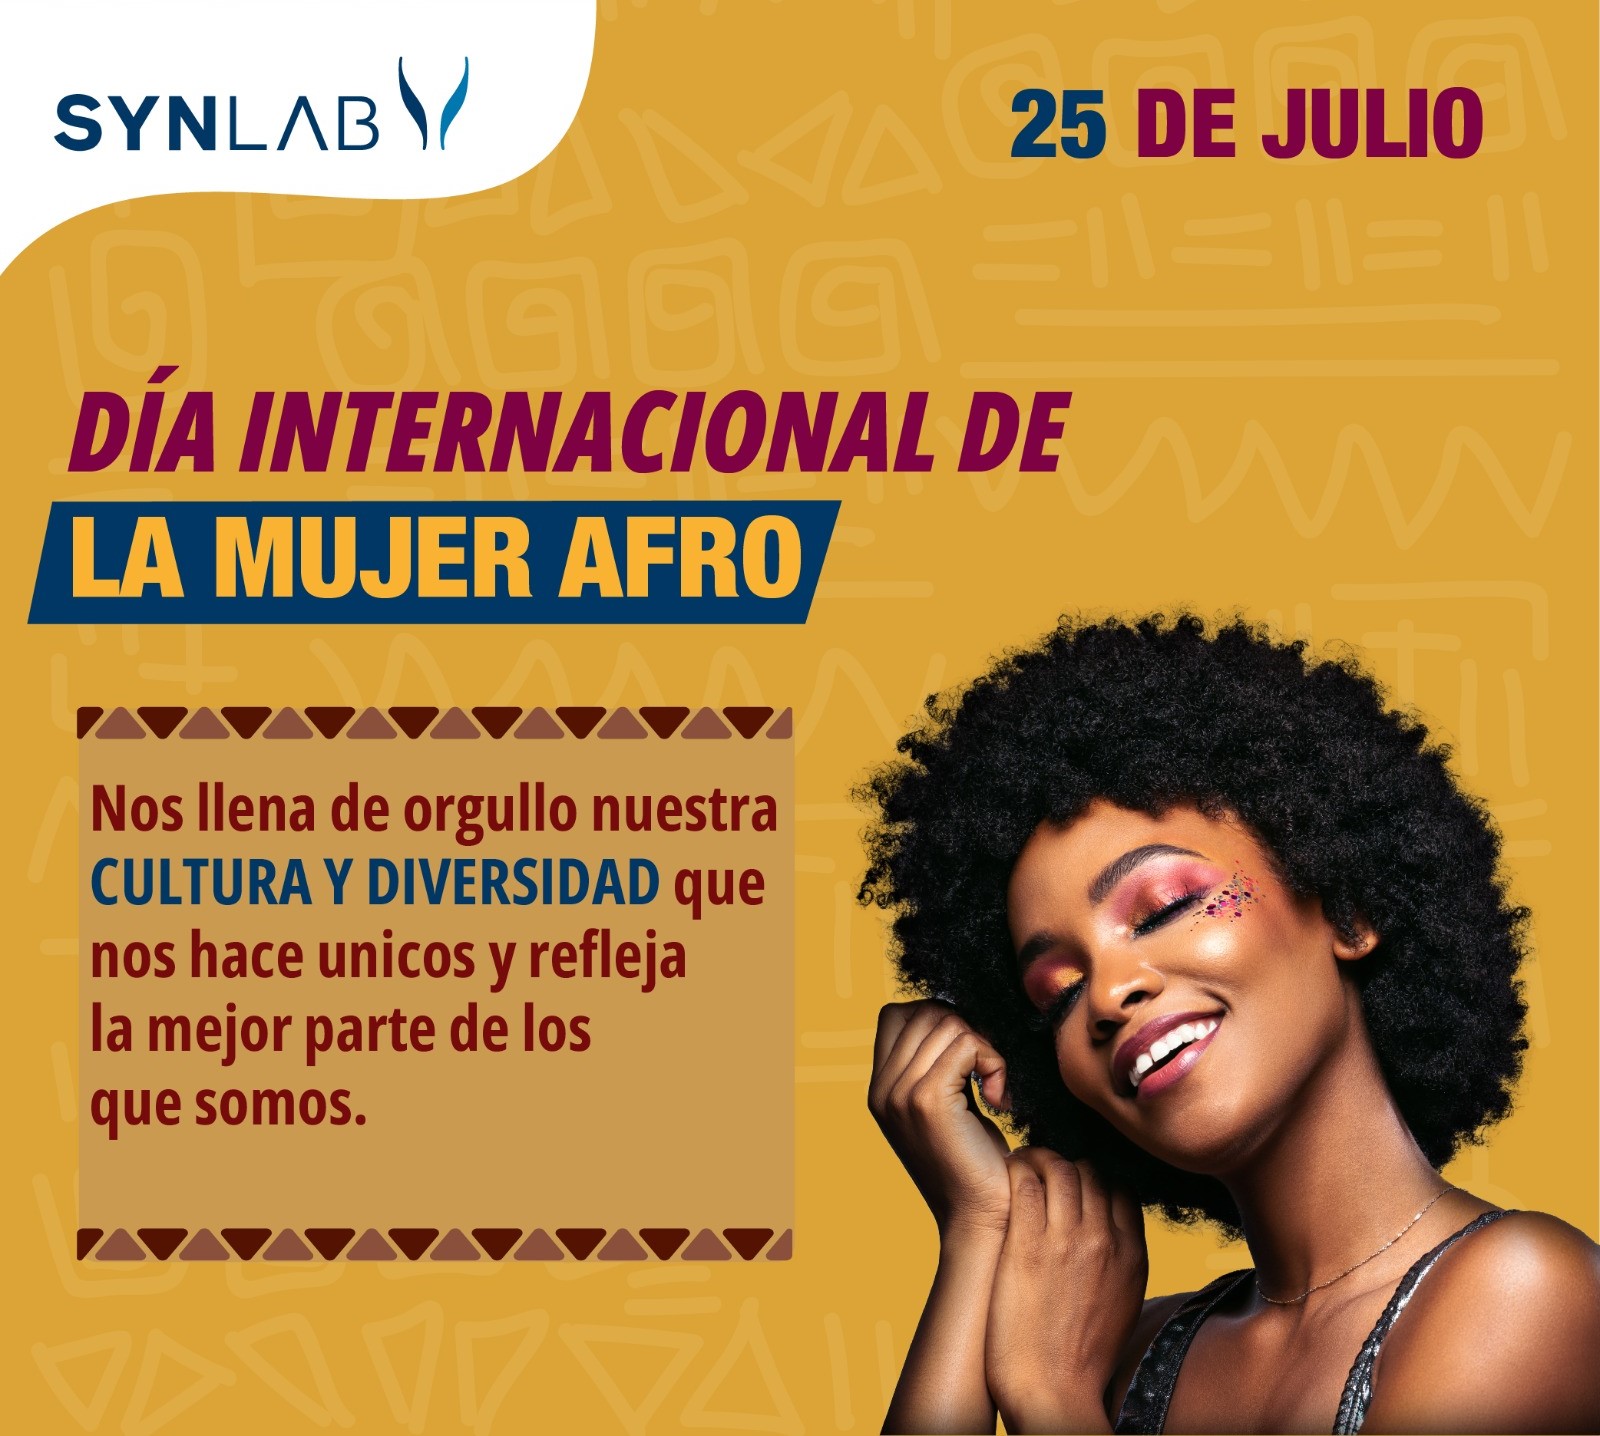 SYNLAB
25 DE JULIO
DÍA INTERNACIONAL DE
LA MUJER AFRO
Nos llena de orgullo nuestra
CULTURA Y DIVERSIDAD que
nos hace unicos y refleja
la mejor parte de los
que somos.